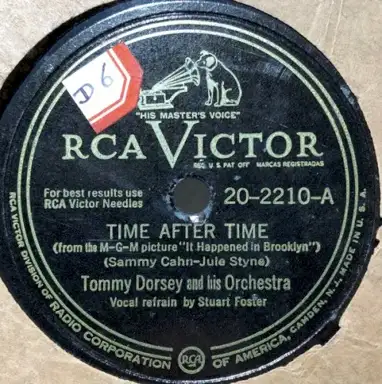 D 6
"HIS MASTER'S VOICE"
RCA VICTOR
REG. U.S. PAT. OFF. MARCAS REGISTRADAS
For best results use
RCA Victor Needles
20-2210-A
TIME AFTER TIME
(from the M-G-M picture "It Happened in Brooklyn")
(Sammy Cahn-Jule Styne)
Tommy Dorsey and his Orchestra
Vocal refrain by Stuart Foster
RCA VICTOR DIVISION OF RADIO CORPORATION OF AMERICA, CAMDEN, N. J. MADE IN U. S. A.
RCA